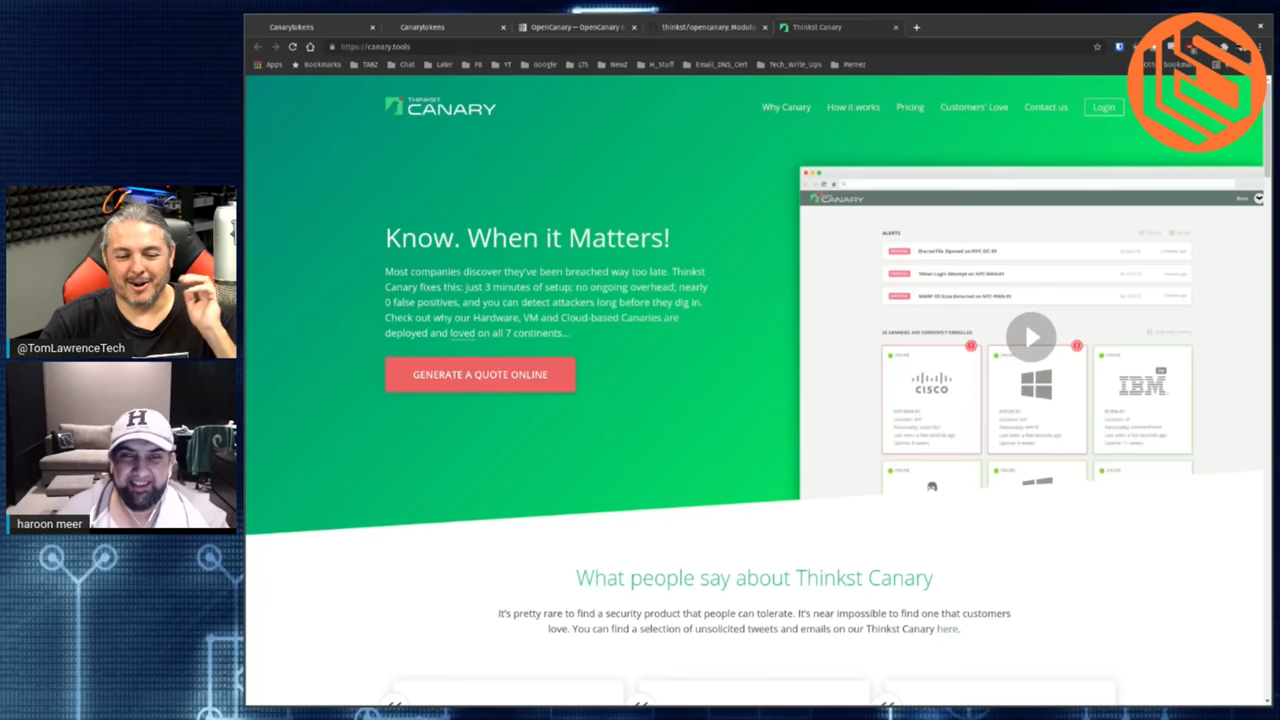 Canarytokens
Canarytokens
OpenCanary — OpenCanary
thinkst/opencanary: Modula
Thinkst Canary
https://canary.tools
Apps
Bookmarks
TABZ
Chat
Later
FB
YT
Google
LTS
NewZ
H_Stuff
Email_DNS_Cert
Tech_Write_Ups
Memez
THINKST
CANARY
Why Canary
How it works
Pricing
Customers' Love
Contact us
Login
CANARY
Know. When it Matters!
Most companies discover they've been breached way too late. Thinkst
Canary fixes this: just 3 minutes of setup; no ongoing overhead; nearly
0 false positives, and you can detect attackers long before they dig in.
Check out why our Hardware, VM and Cloud-based Canaries are
deployed and loved on all 7 continents...
GENERATE A QUOTE ONLINE
ALERTS
CISCO
IBM
@TomLawrenceTech
H
haroon meer
What people say about Thinkst Canary
It's pretty rare to find a security product that people can tolerate. It's near impossible to find one that customers
love. You can find a selection of unsolicited tweets and emails on our Thinkst Canary here.